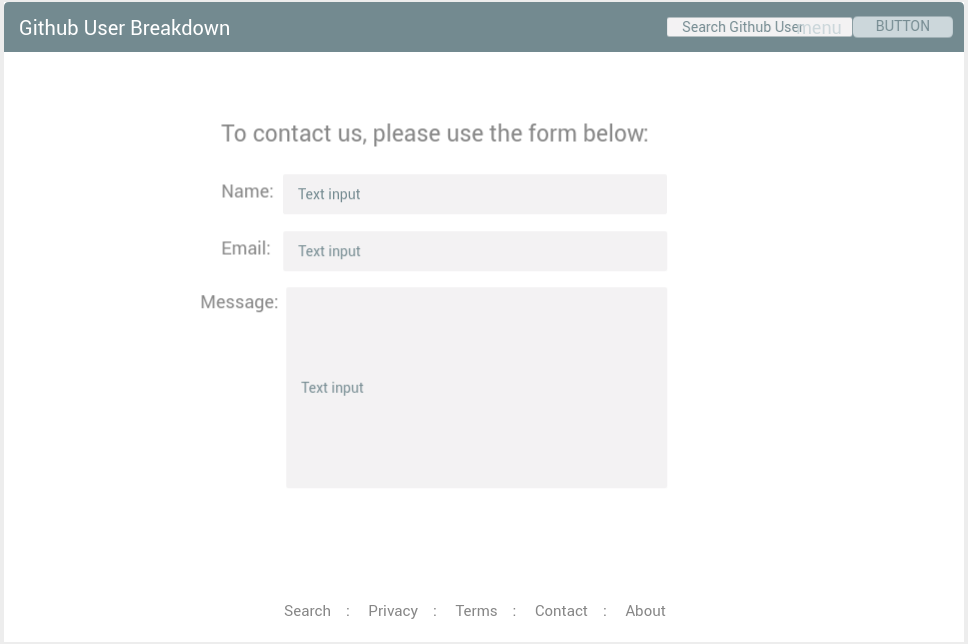 Github User Breakdown
Search Github User menu BUTTON
To contact us, please use the form below:
Name: Text input
Email: Text input
Message:
Text input
Search : Privacy : Terms : Contact : About